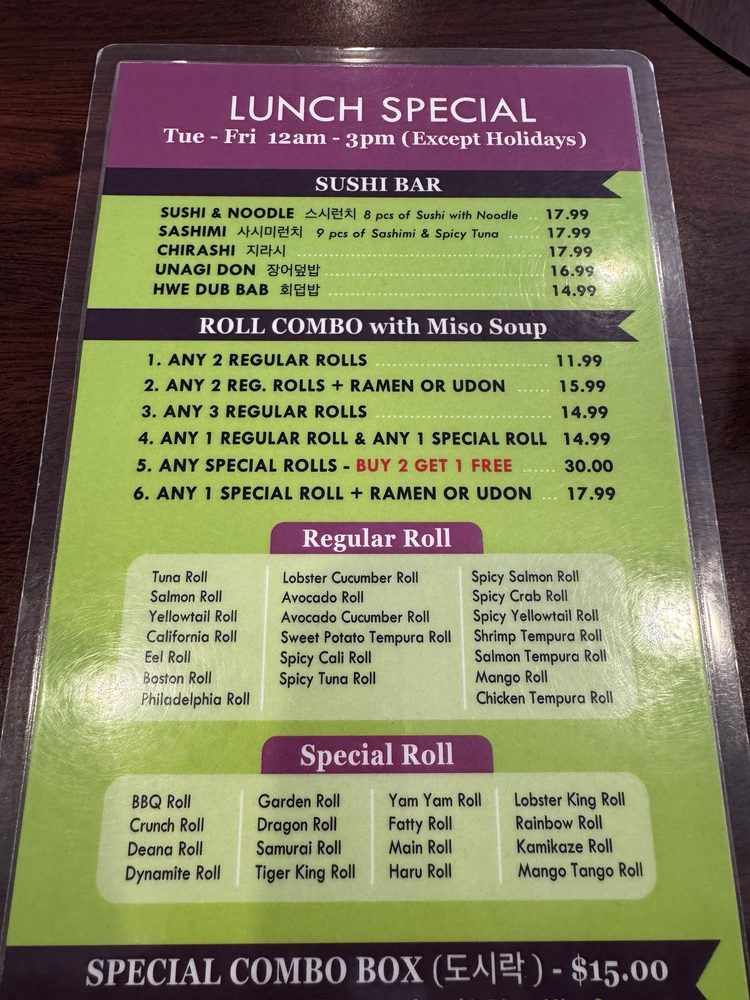 LUNCH SPECIAL
Tue - Fri 12am - 3pm (Except Holidays)
SUSHI BAR
SUSHI & NOODLE 스시런치 8 pcs of Sushi with Noodle .. 17.99
SASHIMI 사시미런치 9 pcs of Sashimi & Spicy Tuna ...... 17.99
CHIRASHI 지라시 ...... 17.99
UNAGI DON 장어덮밥 ...... 16.99
HWE DUB BAB 회덥밥 ...... 14.99
ROLL COMBO with Miso Soup
1. ANY 2 REGULAR ROLLS ...... 11.99
2. ANY 2 REG. ROLLS + RAMEN OR UDON ...... 15.99
3. ANY 3 REGULAR ROLLS ...... 14.99
4. ANY 1 REGULAR ROLL & ANY 1 SPECIAL ROLL 14.99
5. ANY SPECIAL ROLLS - BUY 2 GET 1 FREE ...... 30.00
6. ANY 1 SPECIAL ROLL + RAMEN OR UDON ... 17.99
Regular Roll
Tuna Roll
Salmon Roll
Yellowtail Roll
California Roll
Eel Roll
Boston Roll
Philadelphia Roll
Lobster Cucumber Roll
Avocado Roll
Avocado Cucumber Roll
Sweet Potato Tempura Roll
Spicy Cali Roll
Spicy Tuna Roll
Spicy Salmon Roll
Spicy Crab Roll
Spicy Yellowtail Roll
Shrimp Tempura Roll
Salmon Tempura Roll
Mango Roll
Chicken Tempura Roll
Special Roll
BBQ Roll
Crunch Roll
Deana Roll
Dynamite Roll
Garden Roll
Dragon Roll
Samurai Roll
Tiger King Roll
Yam Yam Roll
Fatty Roll
Main Roll
Haru Roll
Lobster King Roll
Rainbow Roll
Kamikaze Roll
Mango Tango Roll
SPECIAL COMBO BOX (도시락) - $15.00